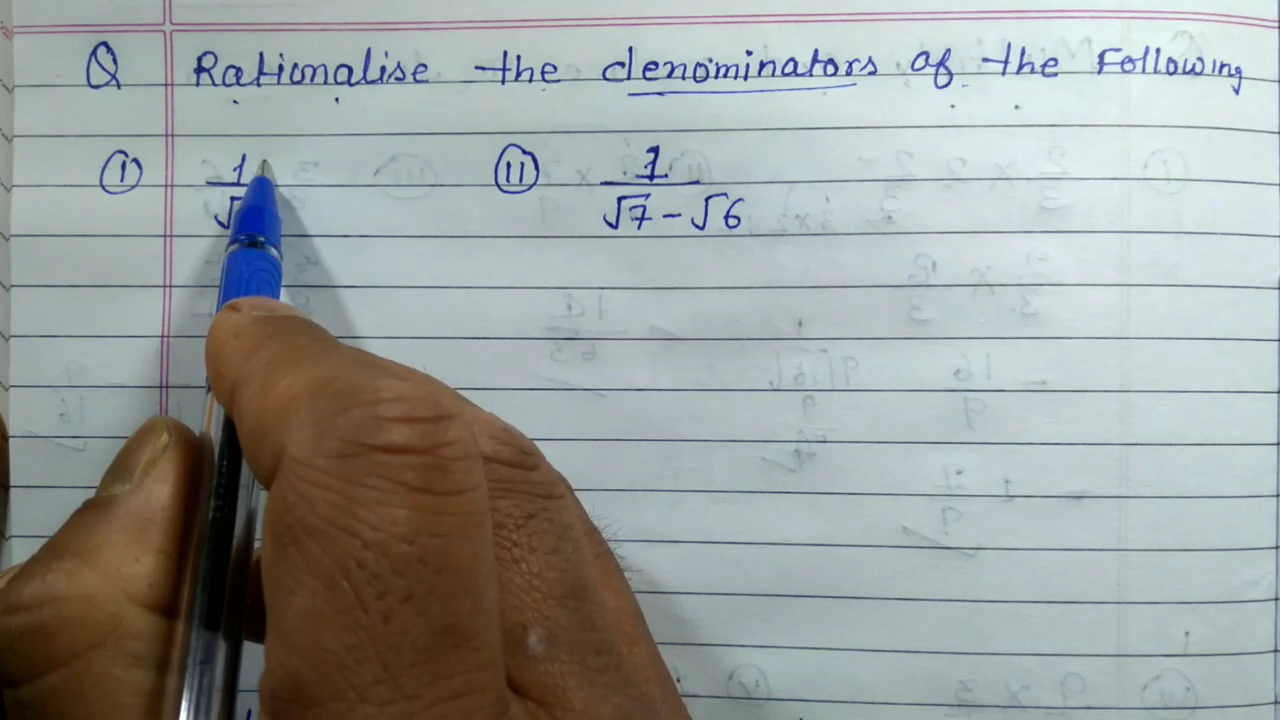 Q Rationalise the denominators of the Following
(I) 1/√ (II) 1/(√7-√6)